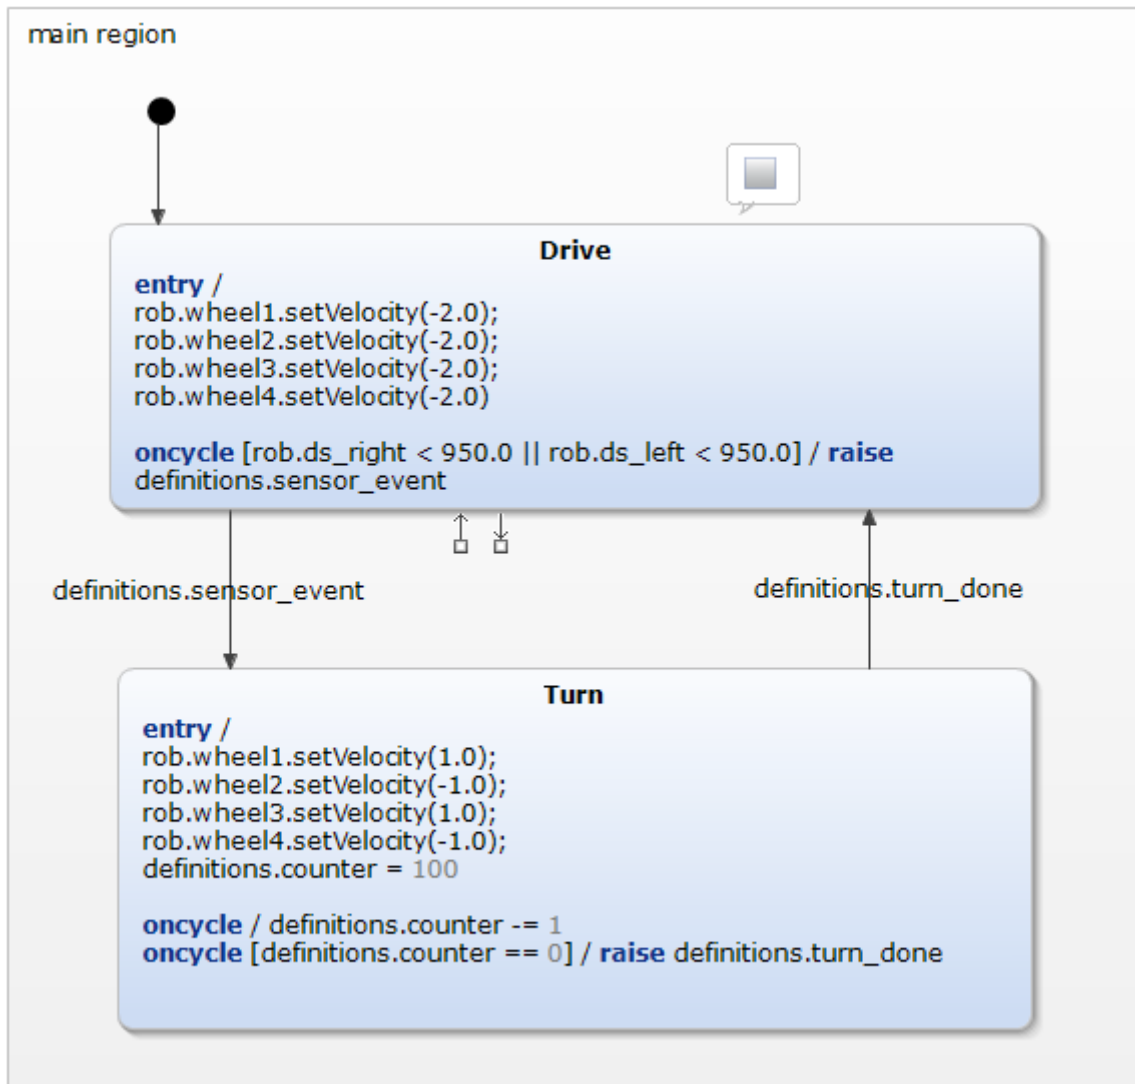 main region
Drive
entry /
rob.wheel1.setVelocity(-2.0);
rob.wheel2.setVelocity(-2.0);
rob.wheel3.setVelocity(-2.0);
rob.wheel4.setVelocity(-2.0)
oncycle [rob.ds_right < 950.0 || rob.ds_left < 950.0] / raise
definitions.sensor_event
definitions.sensor_event
definitions.turn_done
Turn
entry /
rob.wheel1.setVelocity(1.0);
rob.wheel2.setVelocity(-1.0);
rob.wheel3.setVelocity(1.0);
rob.wheel4.setVelocity(-1.0);
definitions.counter = 100
oncycle / definitions.counter -= 1
oncycle [definitions.counter == 0] / raise definitions.turn_done